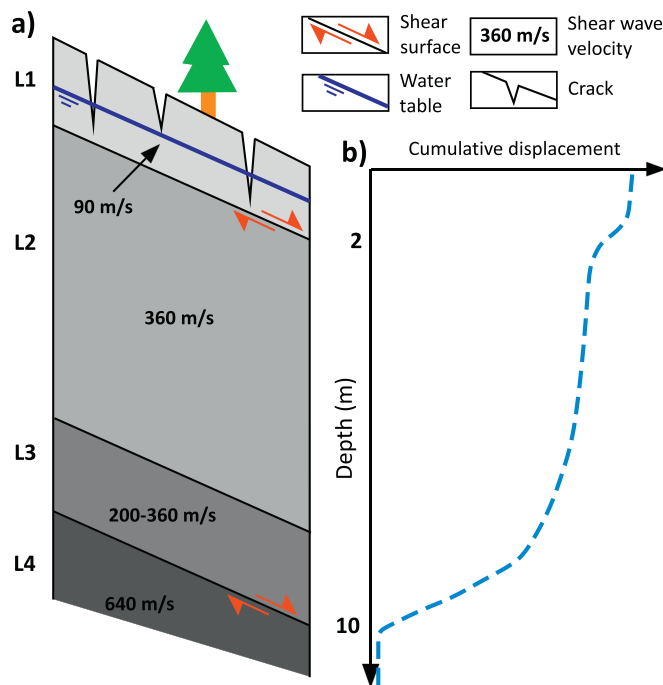 a)
L1
L2
L3
L4
90 m/s
360 m/s
200-360 m/s
640 m/s
Shear
surface
360 m/s
Shear wave
velocity
Water
table
Crack
b)
Cumulative displacement
2
Depth (m)
10